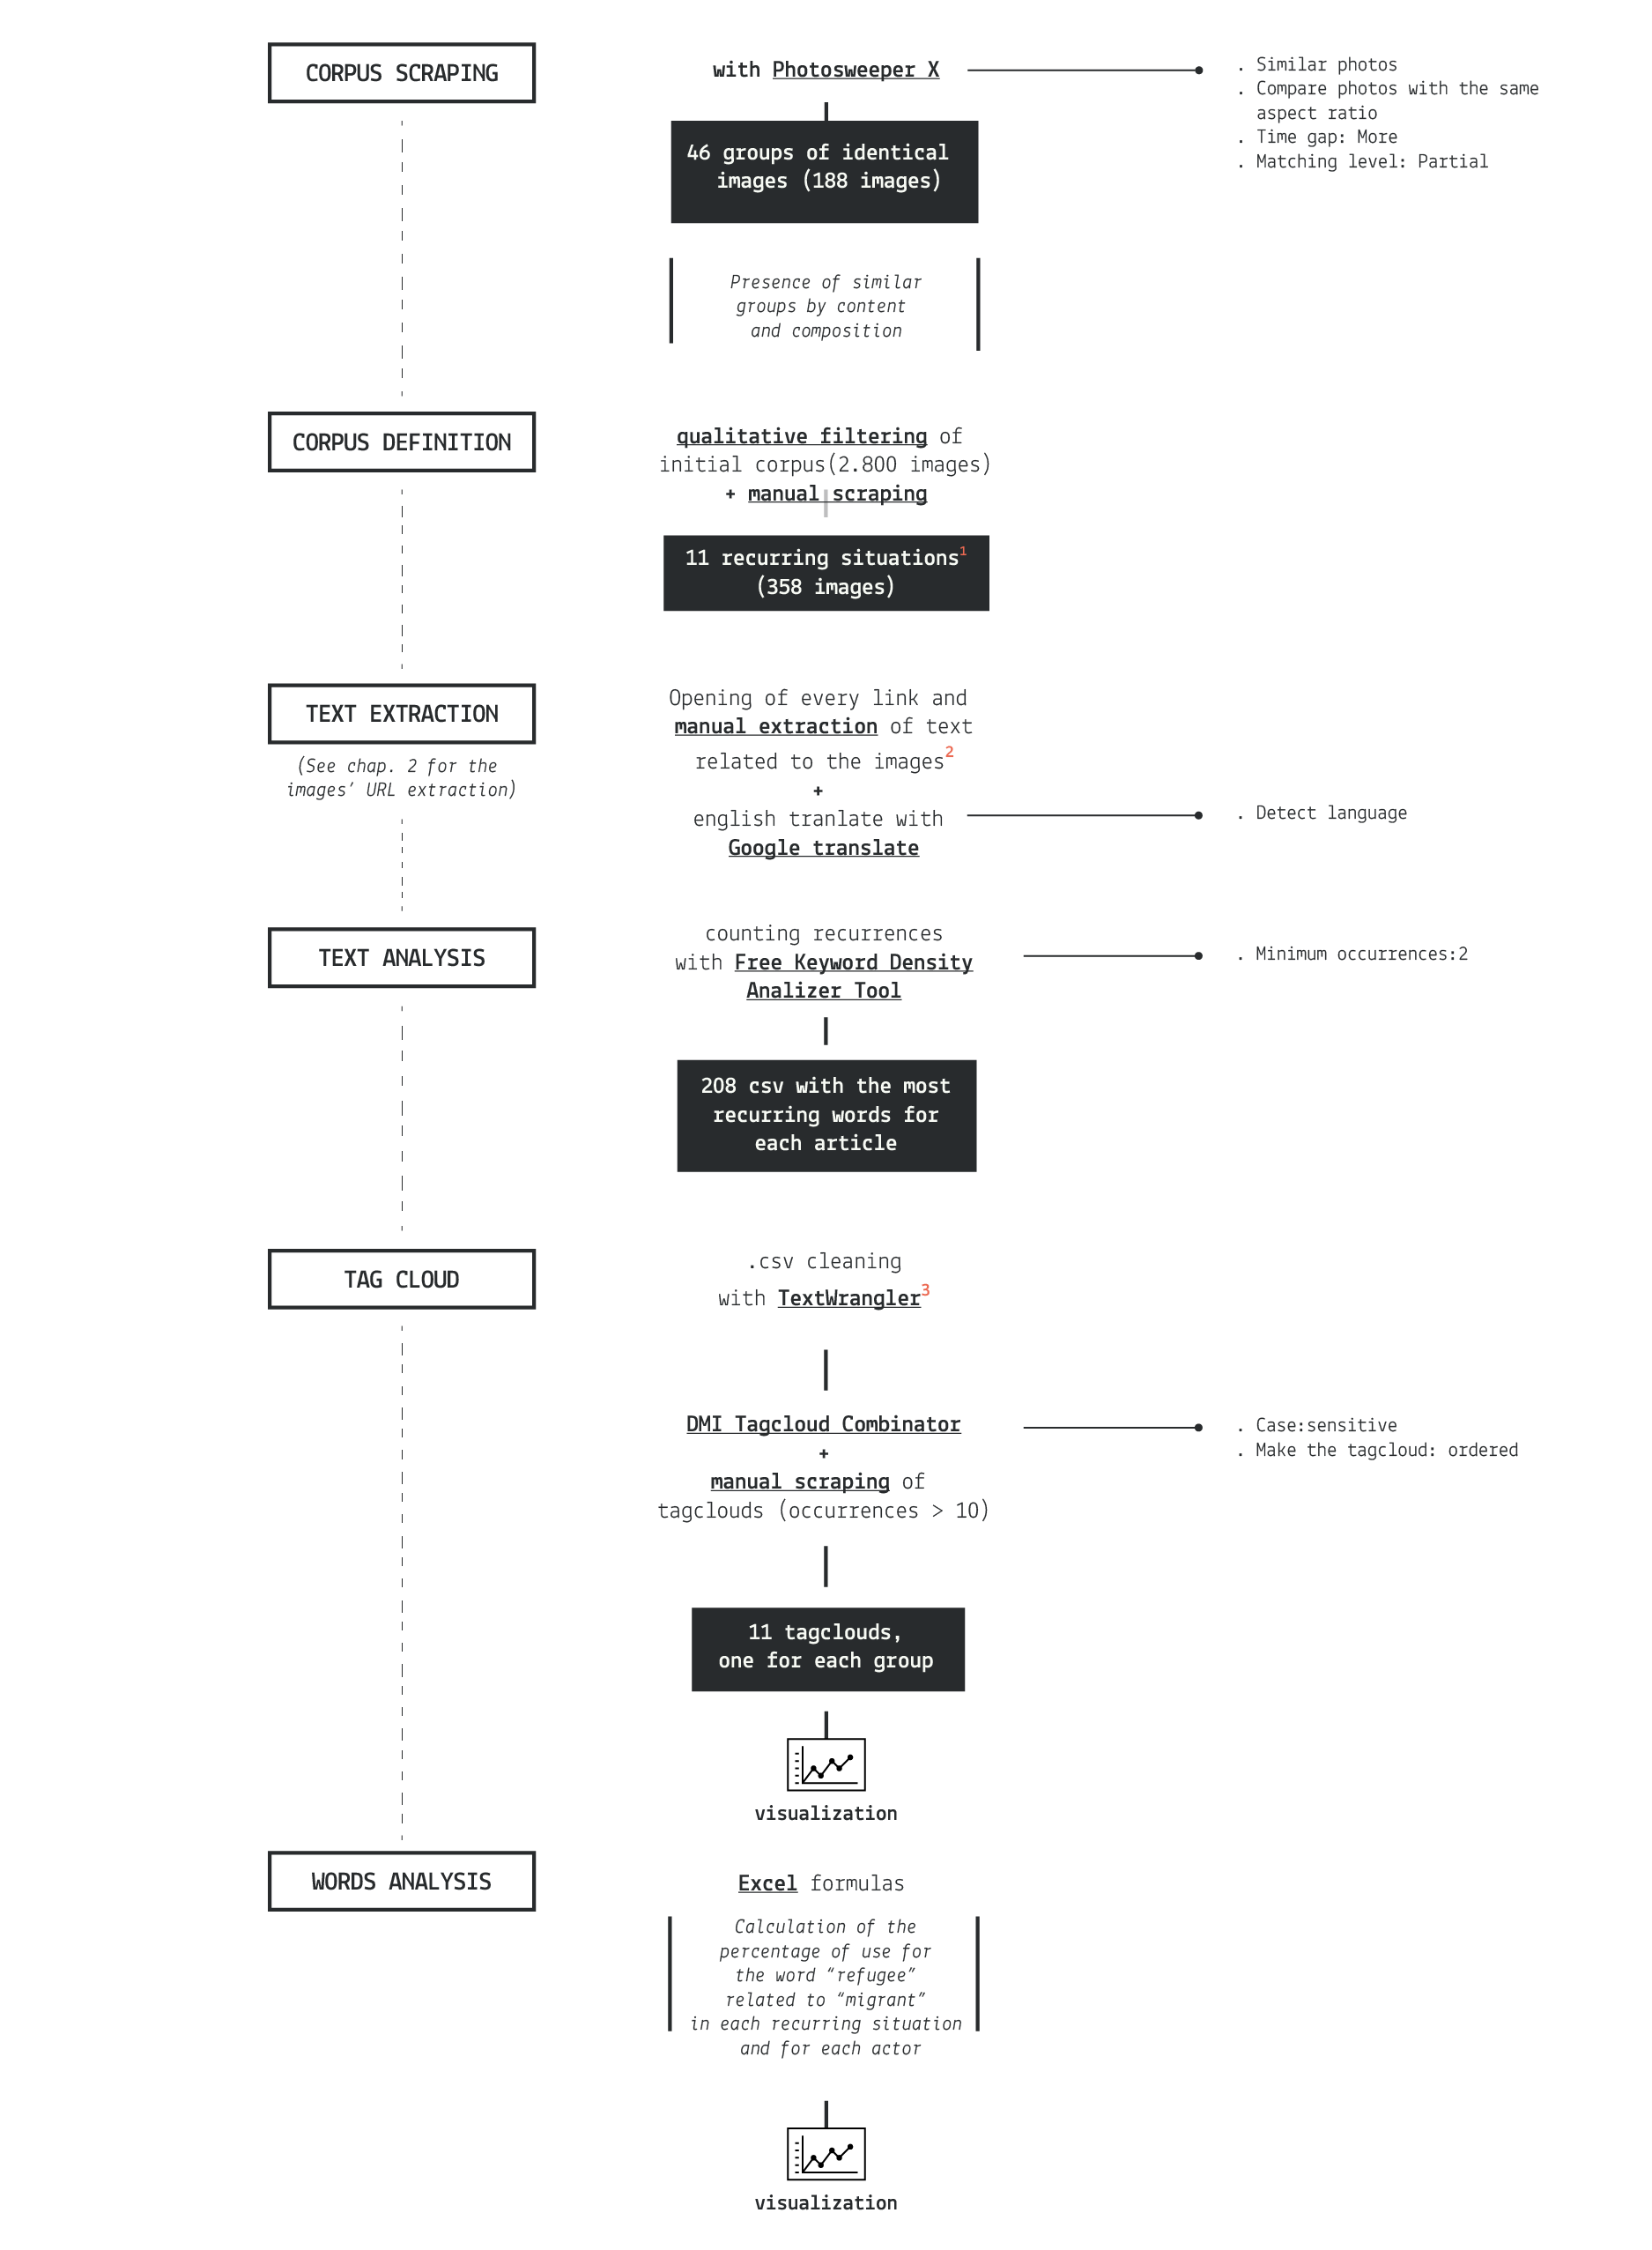 CORPUS SCRAPING
with Photosweeper X
. Similar photos
. Compare photos with the same
aspect ratio
. Time gap: More
. Matching level: Partial
46 groups of identical
images (188 images)
Presence of similar
groups by content
and composition
CORPUS DEFINITION
qualitative filtering of
initial corpus(2.800 images)
+ manual scraping
11 recurring situations¹
(358 images)
TEXT EXTRACTION
(See chap. 2 for the
images’ URL extraction)
Opening of every link and
manual extraction of text
related to the images²
+
english tranlate with
Google translate
. Detect language
TEXT ANALYSIS
counting recurrences
with Free Keyword Density
Analizer Tool
. Minimum occurrences:2
208 csv with the most
recurring words for
each article
TAG CLOUD
.csv cleaning
with TextWrangler³
DMI Tagcloud Combinator
+
manual scraping of
tagclouds (occurrences > 10)
. Case:sensitive
. Make the tagcloud: ordered
11 tagclouds,
one for each group
visualization
WORDS ANALYSIS
Excel formulas
Calculation of the
percentage of use for
the word “refugee”
related to “migrant”
in each recurring situation
and for each actor
visualization